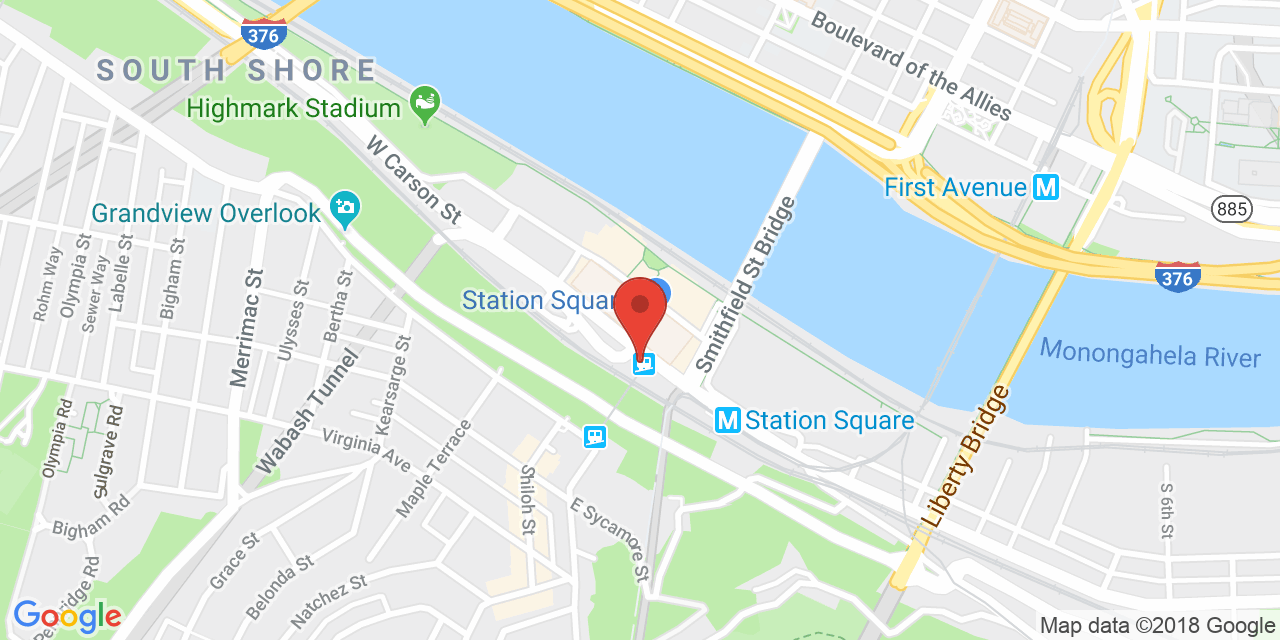 376
SOUTH SHORE
Highmark Stadium
Boulevard of the Allies
W Carson St
First Avenue
M
885
Grandview Overlook
Rohm Way
Olympia St
Sewer Way
Labelle St
Bigham St
Merrimac St
Ulysses St
Bertha St
376
Station Squar
Smithfield St Bridge
Monongahela River
Kearsarge St
Wabash Tunnel
M
Station Square
Olympia Rd
Sulgrave Rd
Virginia Ave
Maple Terrace
Shiloh St
Liberty Bridge
S 6th St
Bigham Rd
E Sycamore St
Grace St
Belonda St
Natchez St
ridge Rd
Google
Map data ©2018 Google